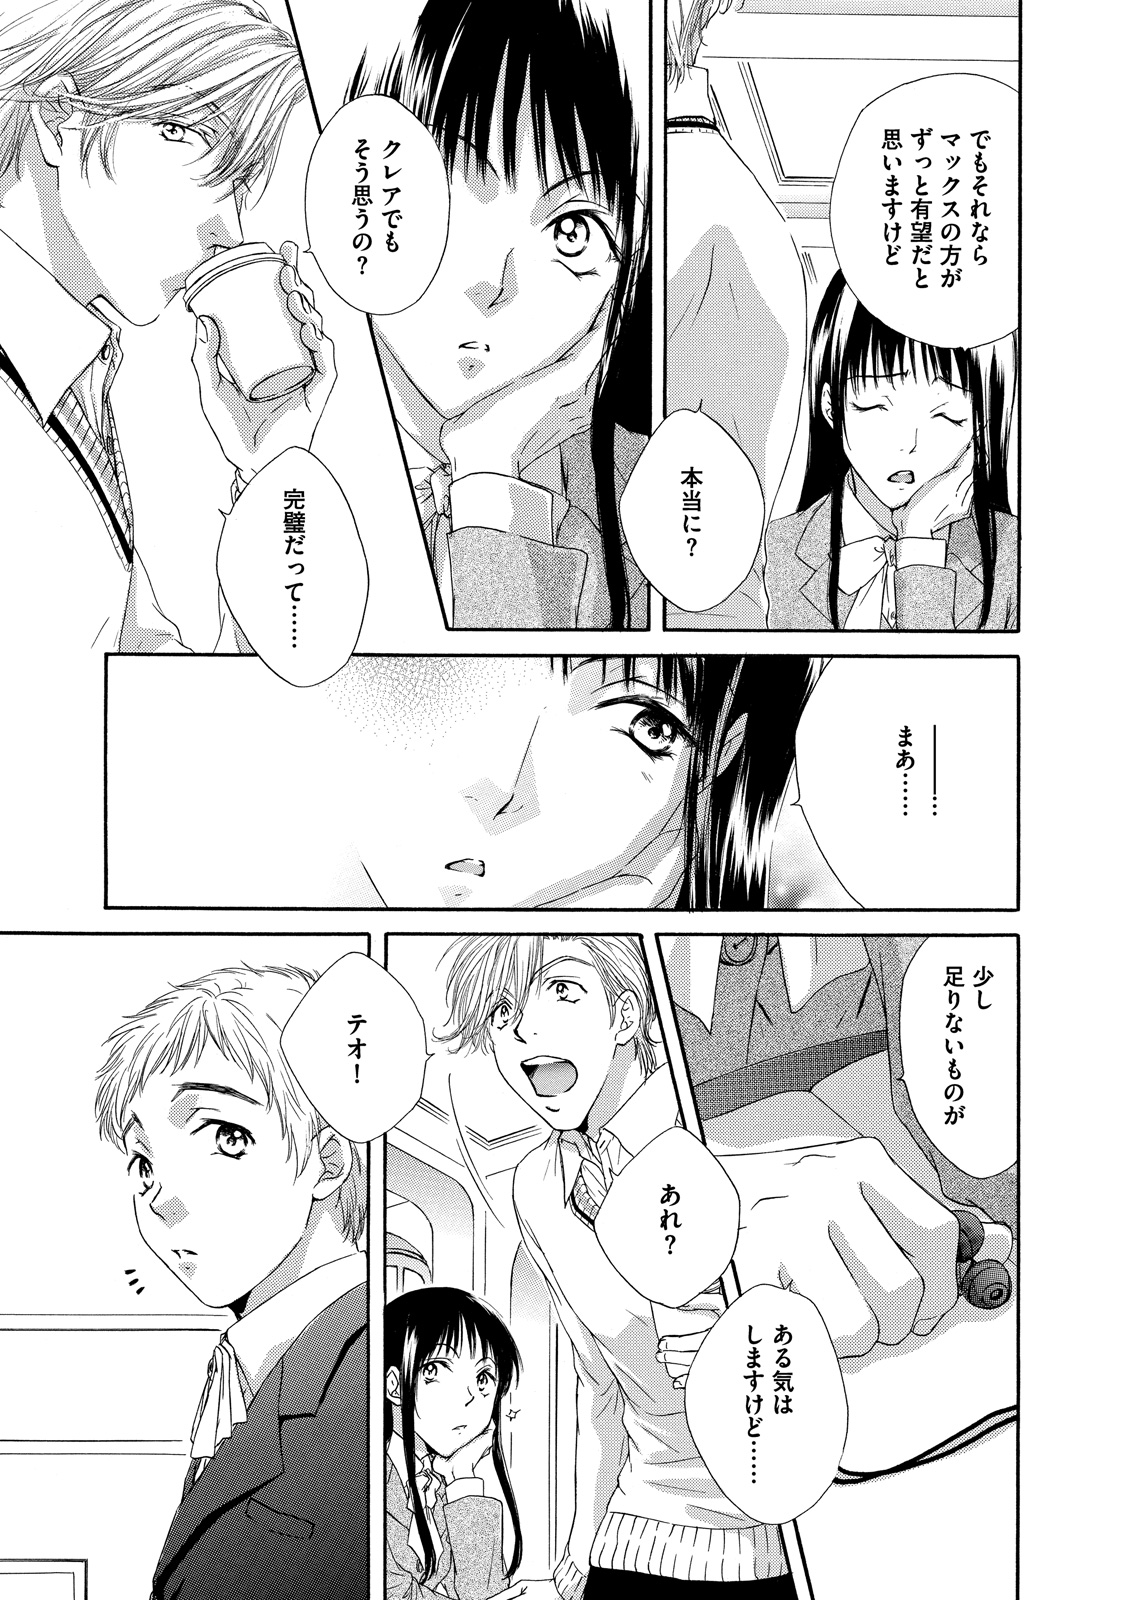 でもそれなら
マックスの方が
ずっと有望だと
思いますけど
本当に？
クレアでも
そう思うの？
完璧だって……
――…
まあ……
少し
足りないものが
ある気は
しますけど……
あれ？
テオ！